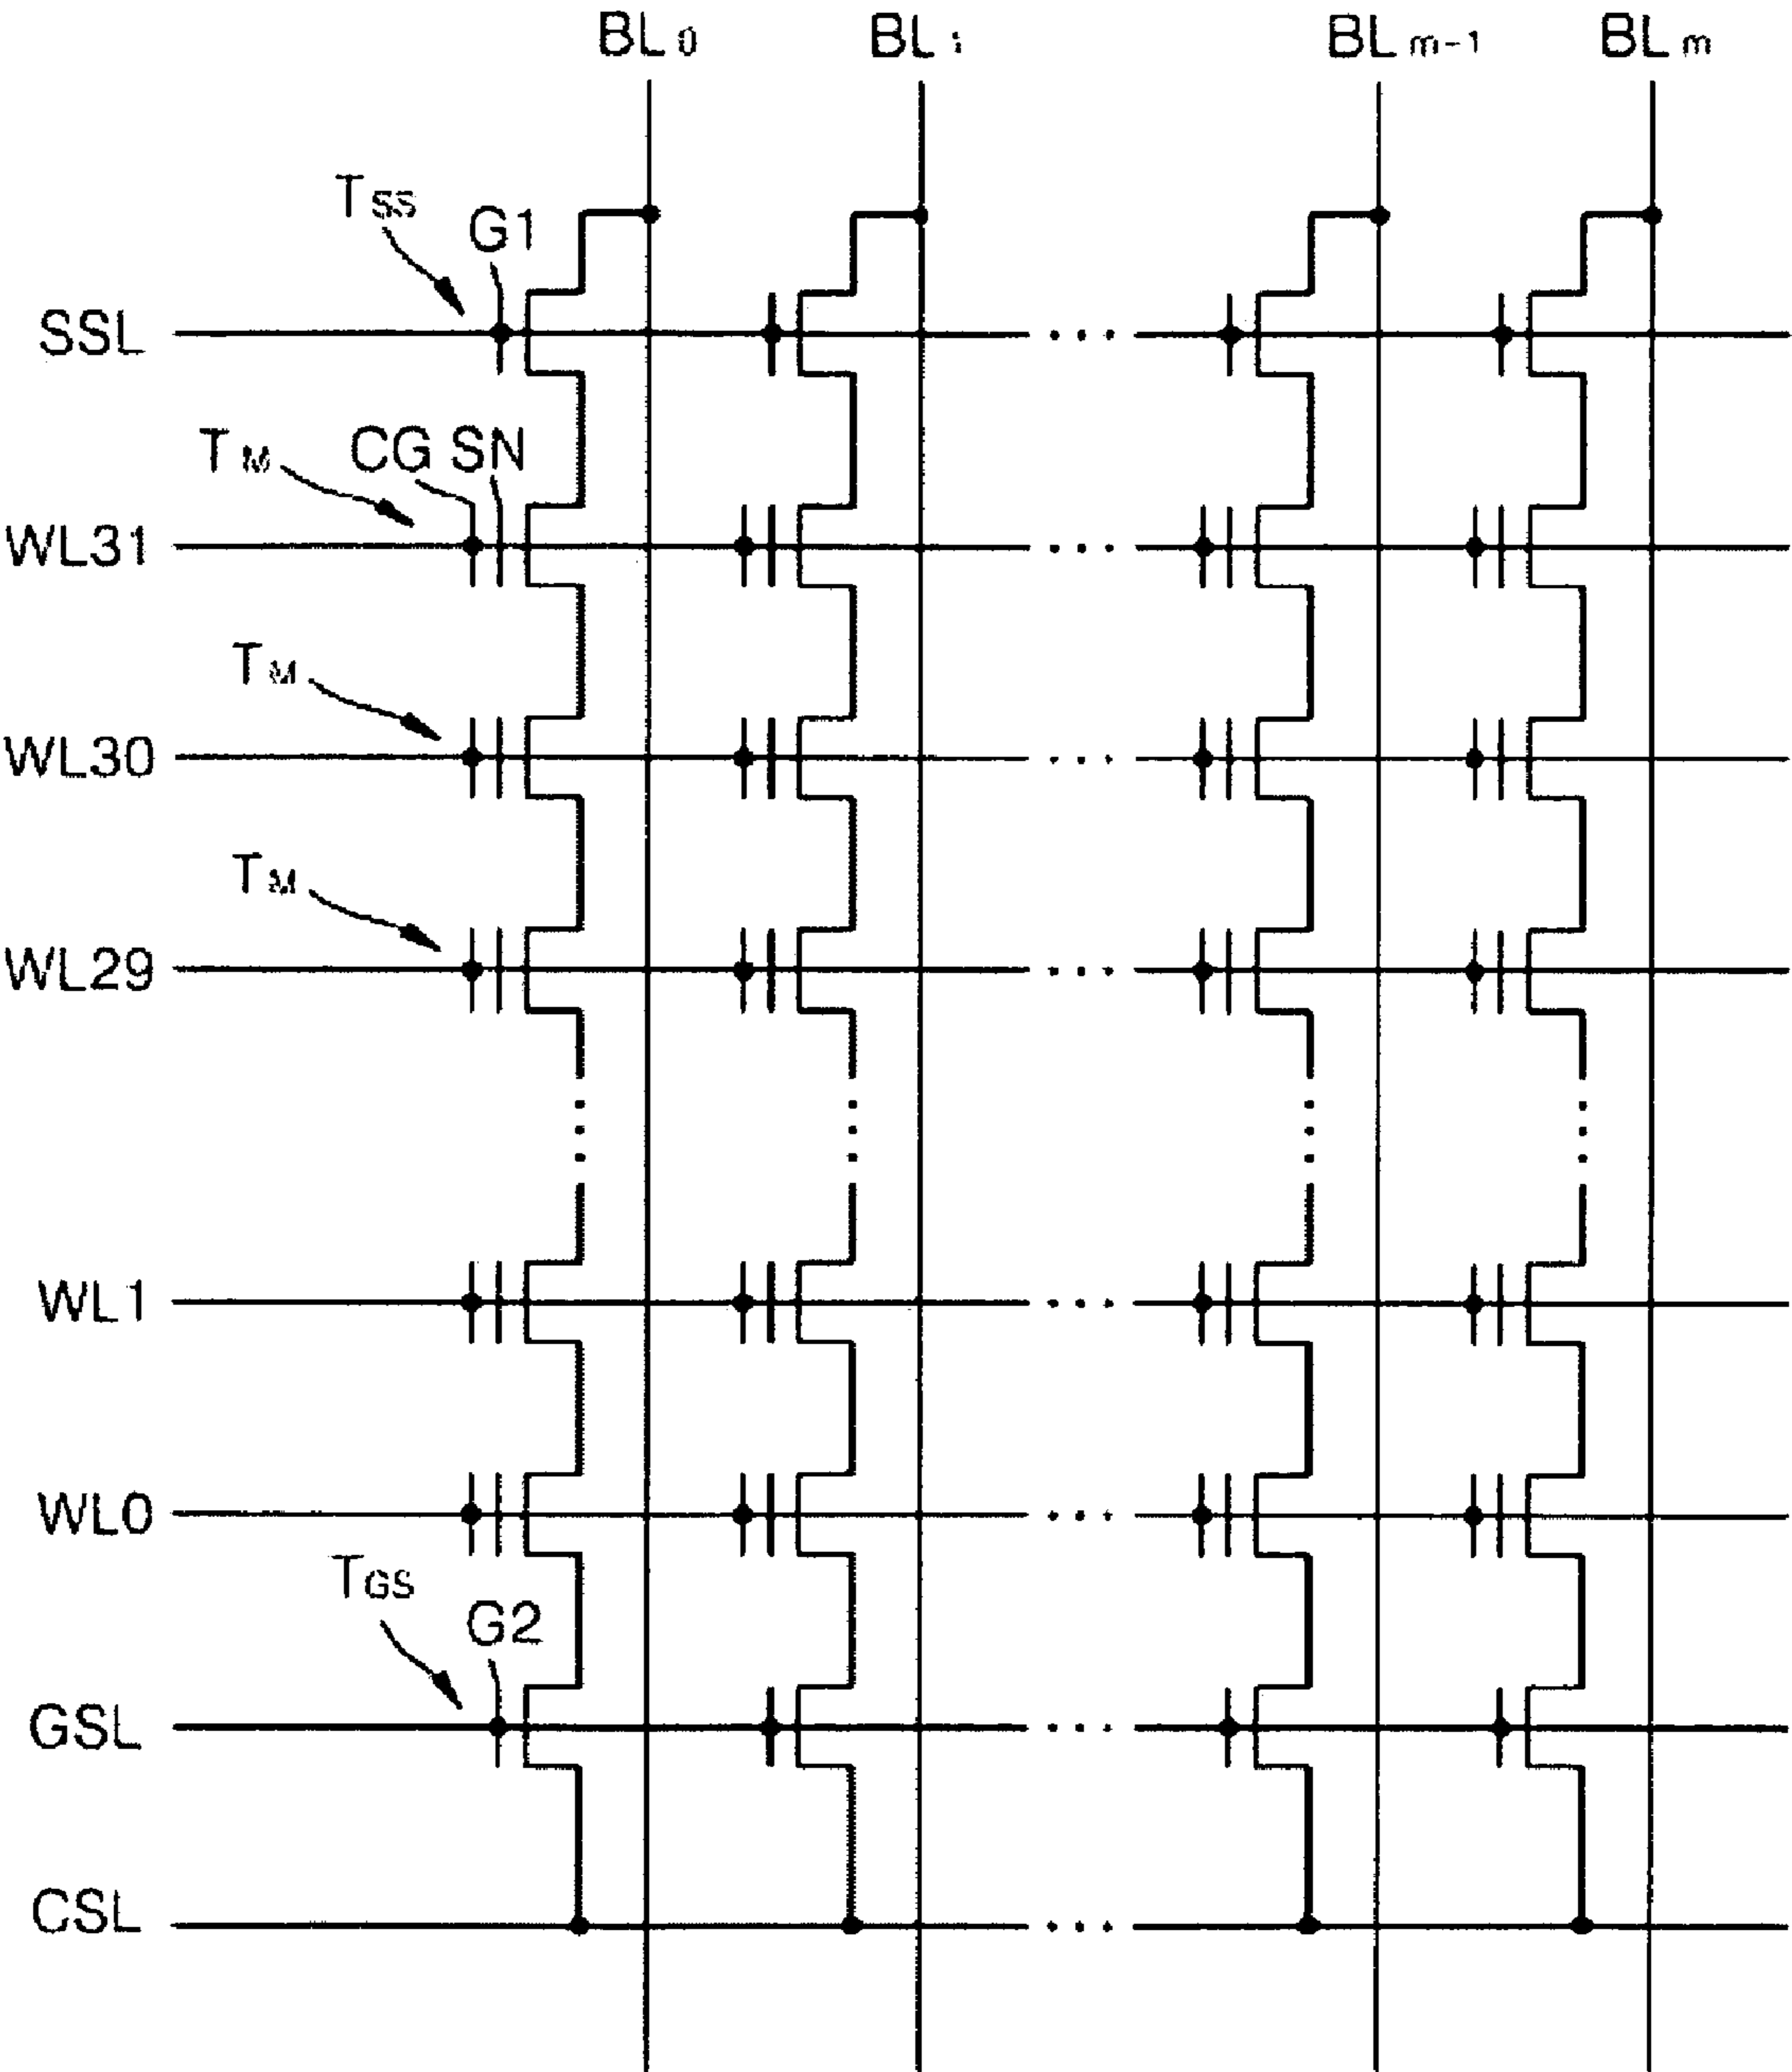 BL0 BL1 BLm-1 BLm
TSS
G1
SSL
TM CG SN
WL31
TM
WL30
TM
WL29
WL1
WL0
TGS
G2
GSL
CSL